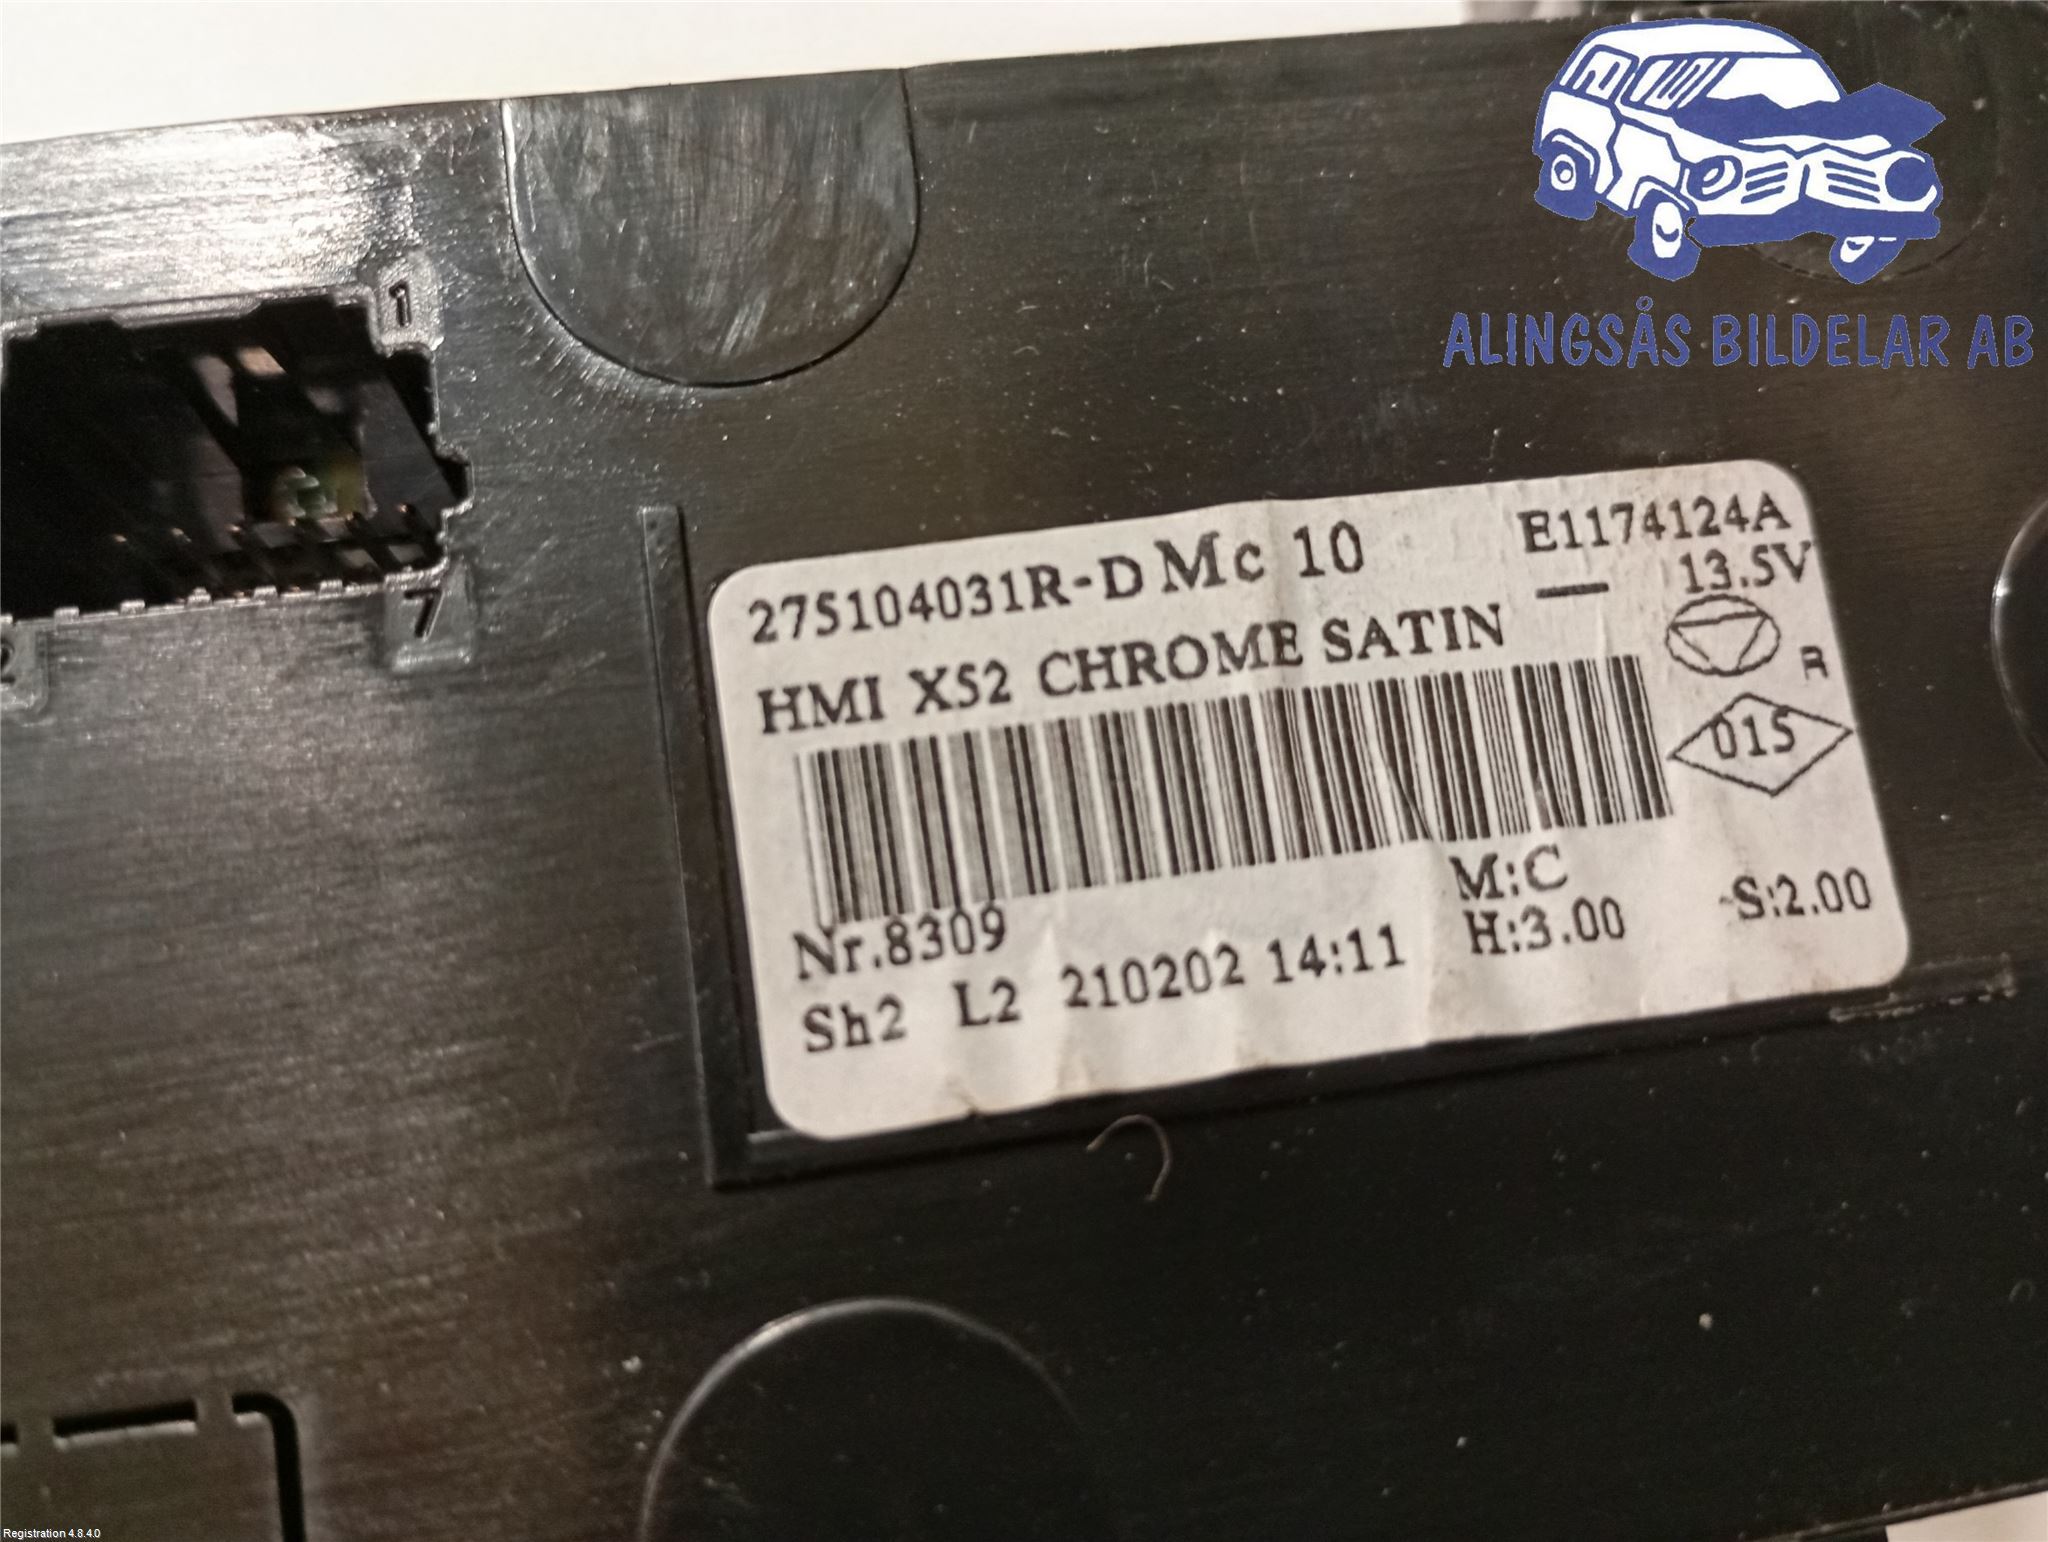 ALINGSÅS BILDELAR AB
1
7
2
275104031R-D Mc 10
E1174124A
13.5V
HMI X52 CHROME SATIN
R
015
Nr.8309
M:C
Sh2 L2 210202 14:11
H:3.00
S:2.00
Registration 4.8.4.0